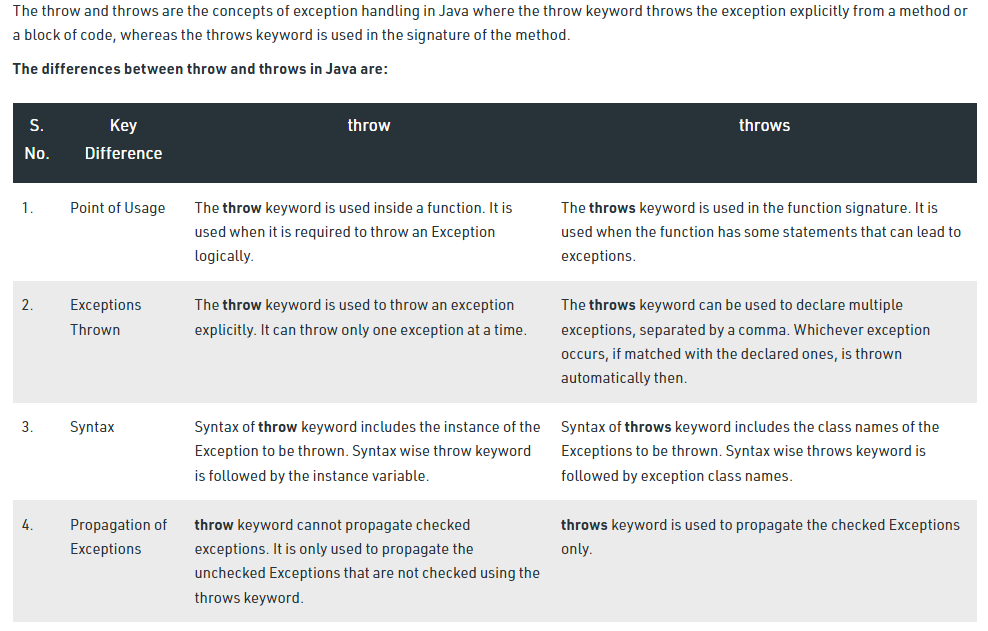 The throw and throws are the concepts of exception handling in Java where the throw keyword throws the exception explicitly from a method or
a block of code, whereas the throws keyword is used in the signature of the method.
The differences between throw and throws in Java are:
S.
No.
Key
Difference
throw
throws
1.
Point of Usage
The throw keyword is used inside a function. It is
used when it is required to throw an Exception
logically.
The throws keyword is used in the function signature. It is
used when the function has some statements that can lead to
exceptions.
2.
Exceptions
Thrown
The throw keyword is used to throw an exception
explicitly. It can throw only one exception at a time.
The throws keyword can be used to declare multiple
exceptions, separated by a comma. Whichever exception
occurs, if matched with the declared ones, is thrown
automatically then.
3.
Syntax
Syntax of throw keyword includes the instance of the
Exception to be thrown. Syntax wise throw keyword
is followed by the instance variable.
Syntax of throws keyword includes the class names of the
Exceptions to be thrown. Syntax wise throws keyword is
followed by exception class names.
4.
Propagation of
Exceptions
throw keyword cannot propagate checked
exceptions. It is only used to propagate the
unchecked Exceptions that are not checked using the
throws keyword.
throws keyword is used to propagate the checked Exceptions
only.